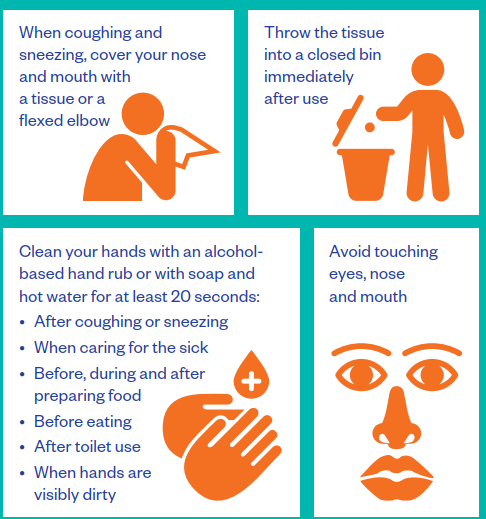 When coughing and
sneezing, cover your nose
and mouth with
a tissue or a
flexed elbow
Throw the tissue
into a closed bin
immediately
after use
Clean your hands with an alcohol-
based hand rub or with soap and
hot water for at least 20 seconds:
• After coughing or sneezing
• When caring for the sick
• Before, during and after
preparing food
• Before eating
• After toilet use
• When hands are
visibly dirty
Avoid touching
eyes, nose
and mouth